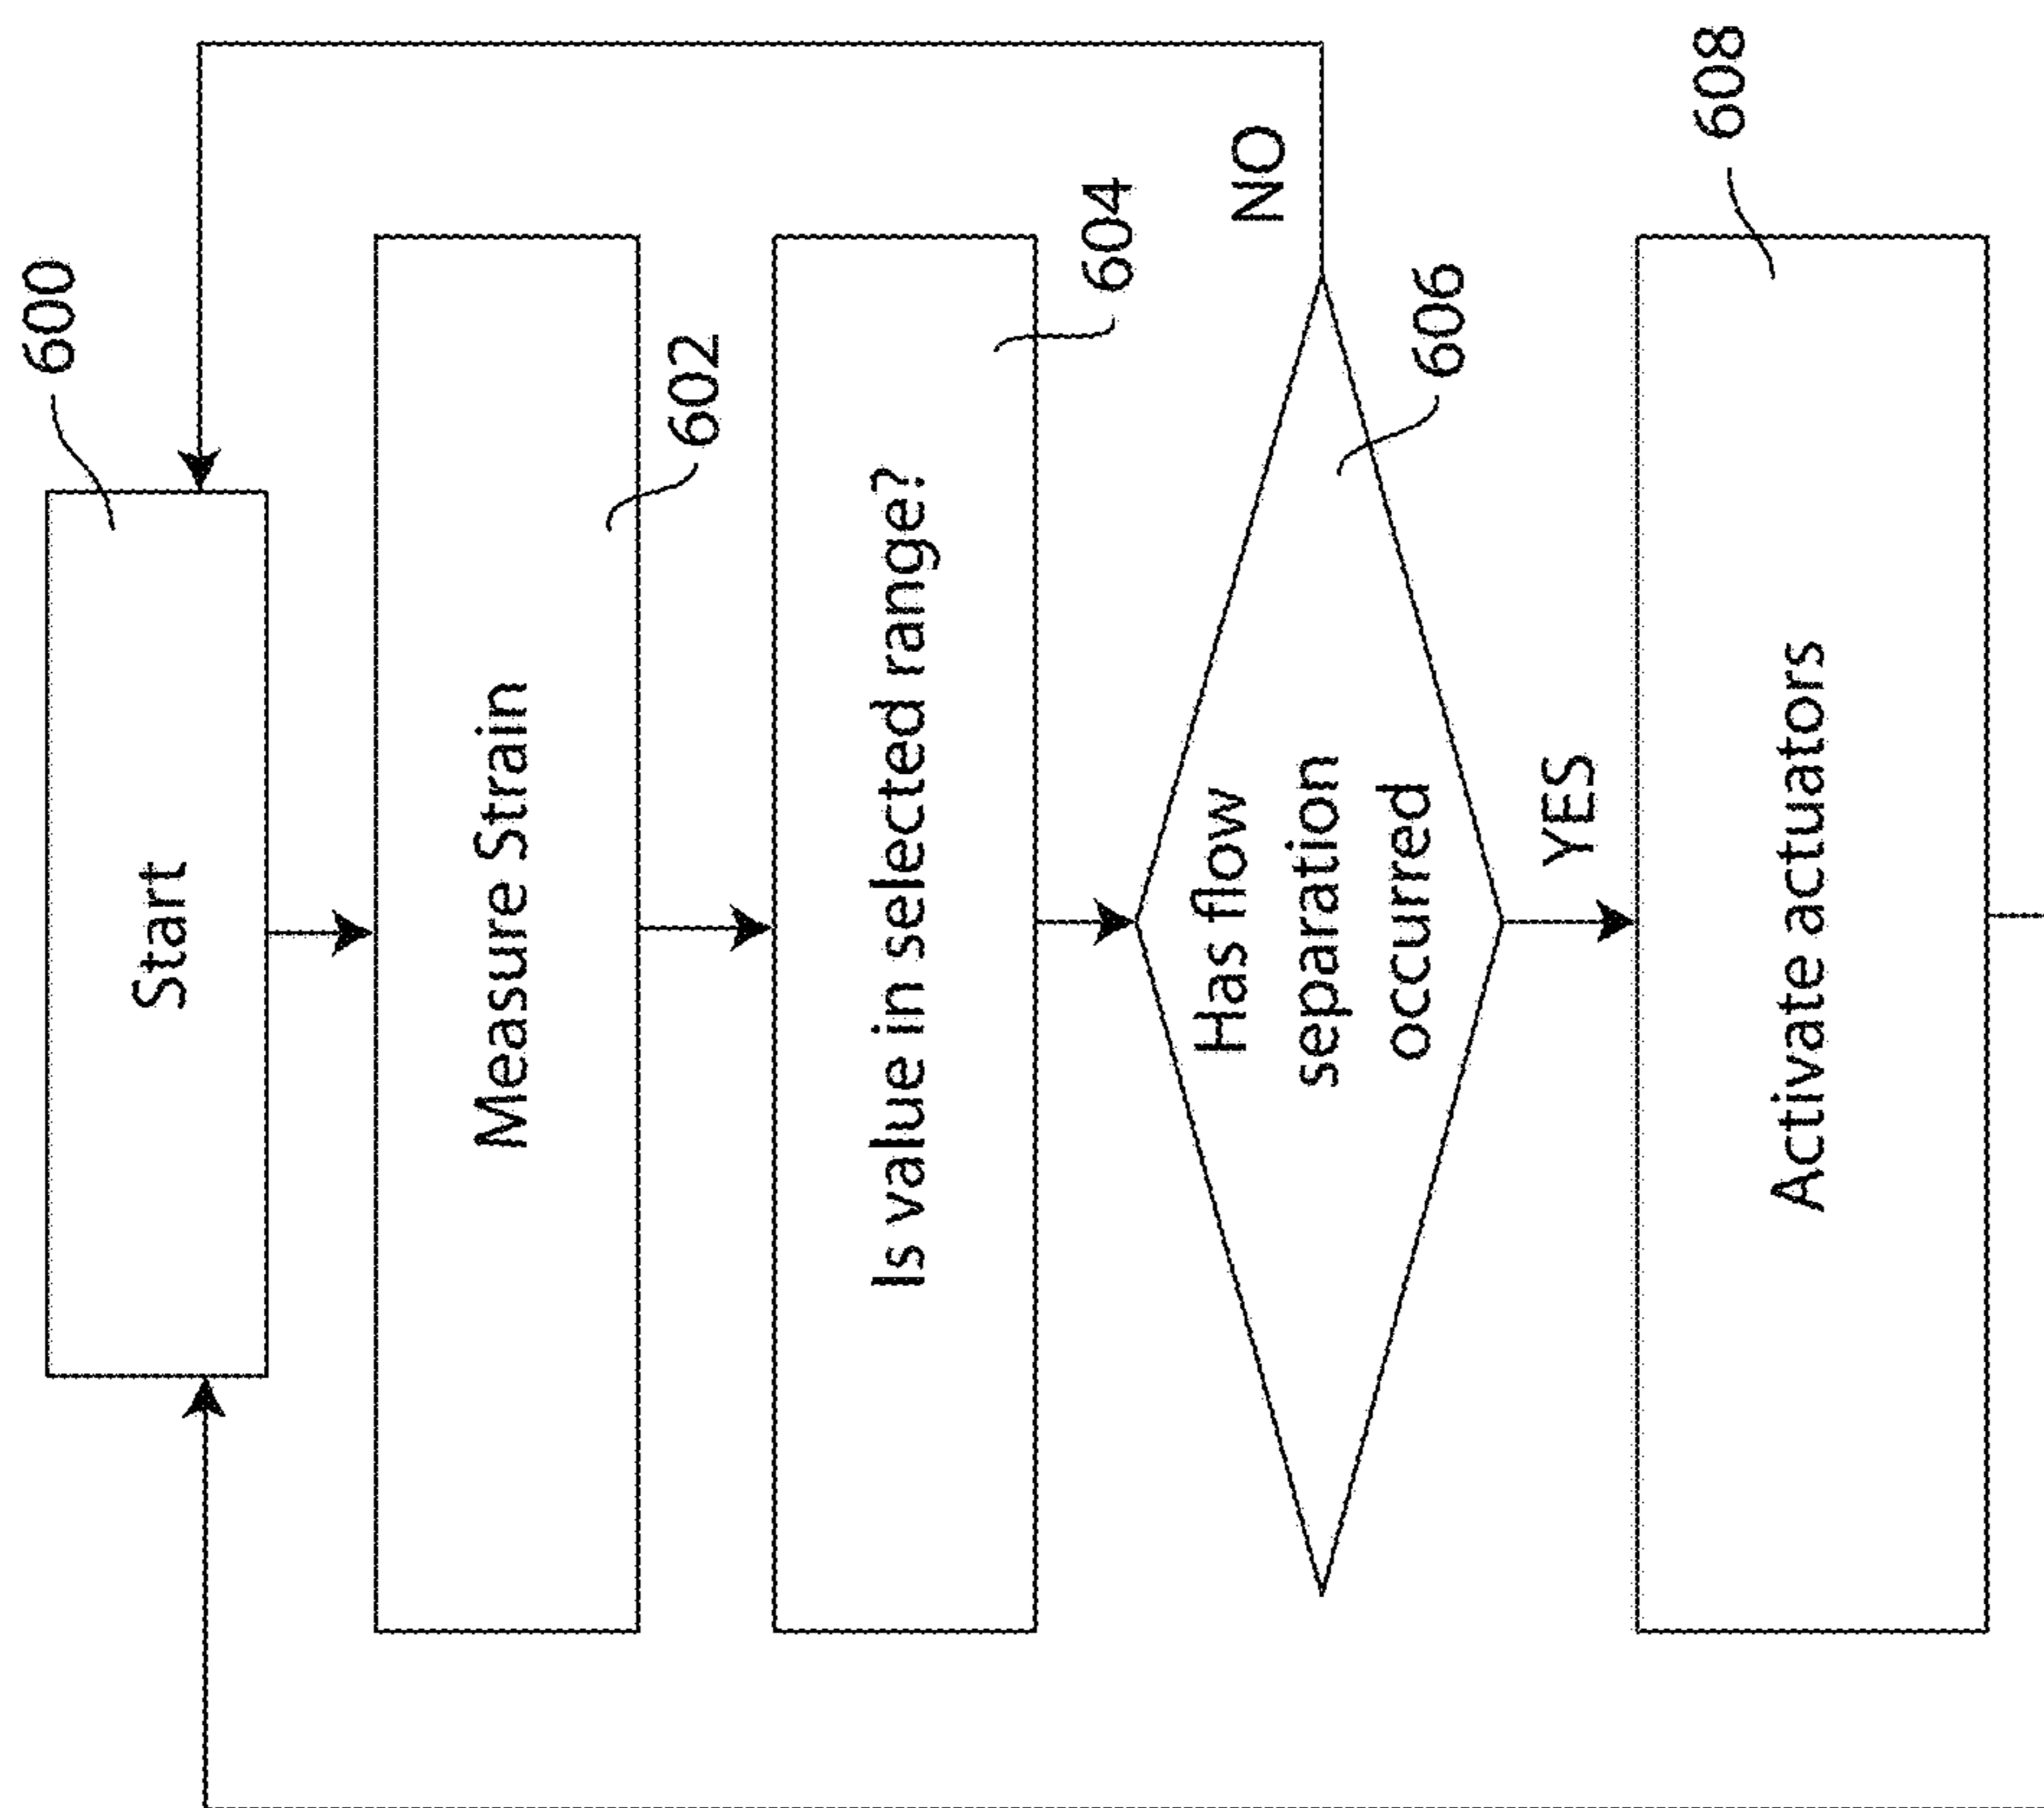 Start
600
Measure Strain
602
Is value in selected range?
604
Has flow
separation
occurred
606
NO
YES
Activate actuators
608